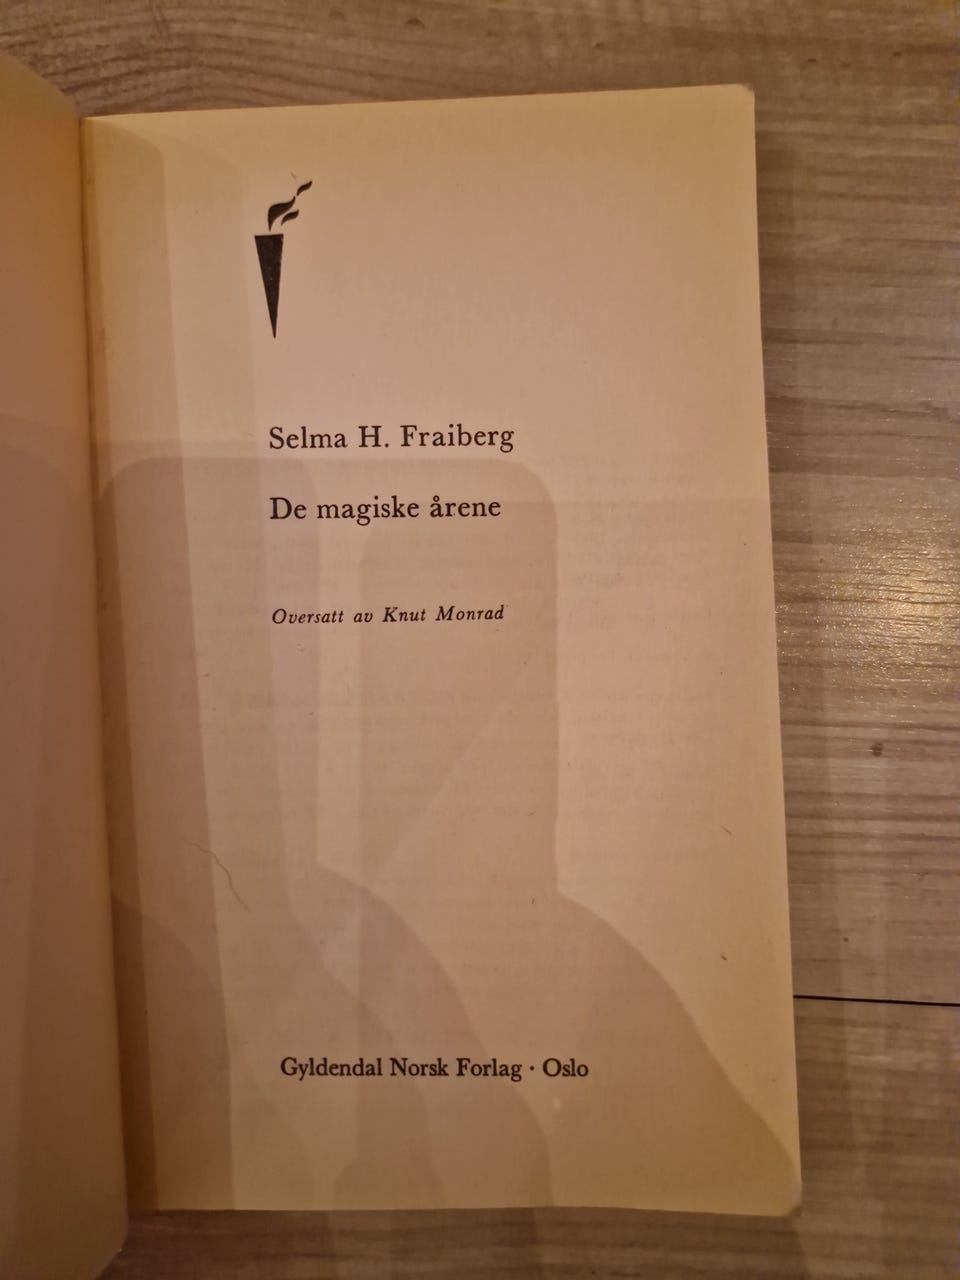 Selma H. Fraiberg
De magiske årene
Oversatt av Knut Monrad
Gyldendal Norsk Forlag · Oslo